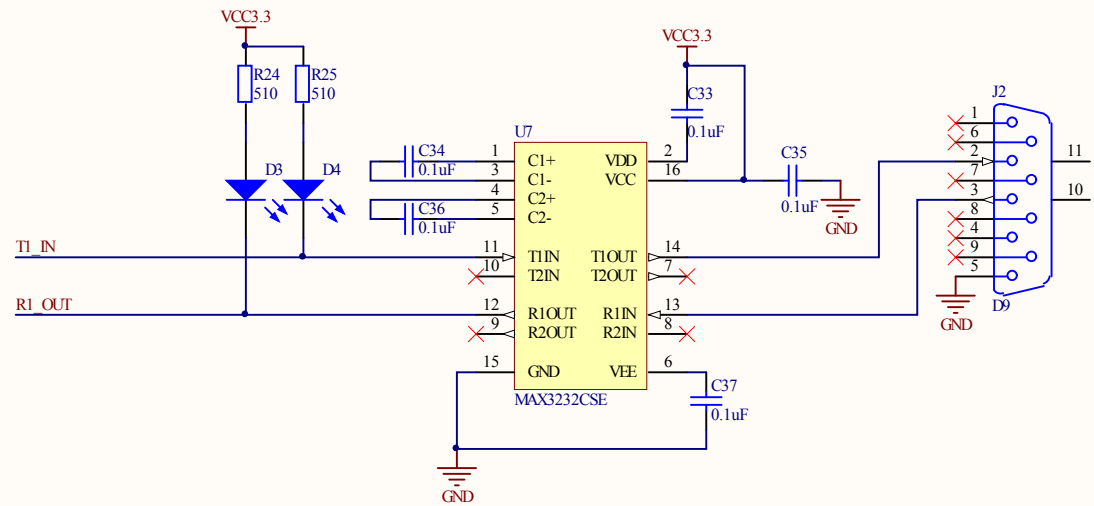 VCC3.3
R24
510
R25
510
D3
D4
T1_IN
R1_OUT
C34
0.1uF
C36
0.1uF
U7
1 C1+
3 C1-
4 C2+
5 C2-
11 T1IN
10 T2IN
12 R1OUT
9 R2OUT
15 GND
VDD 2
VCC 16
T1OUT 14
T2OUT 7
R1IN 13
R2IN 8
VEE 6
MAX3232CSE
GND
VCC3.3
C33
0.1uF
C35
0.1uF
GND
C37
0.1uF
J2
1
6
2
7
3
8
4
9
5
11
10
D9
GND